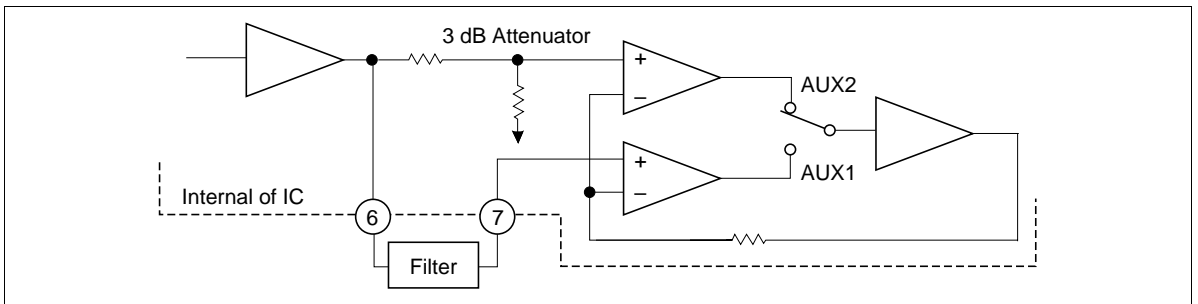 3 dB Attenuator
+
–
AUX2
+
–
AUX1
Internal of IC
6
7
Filter